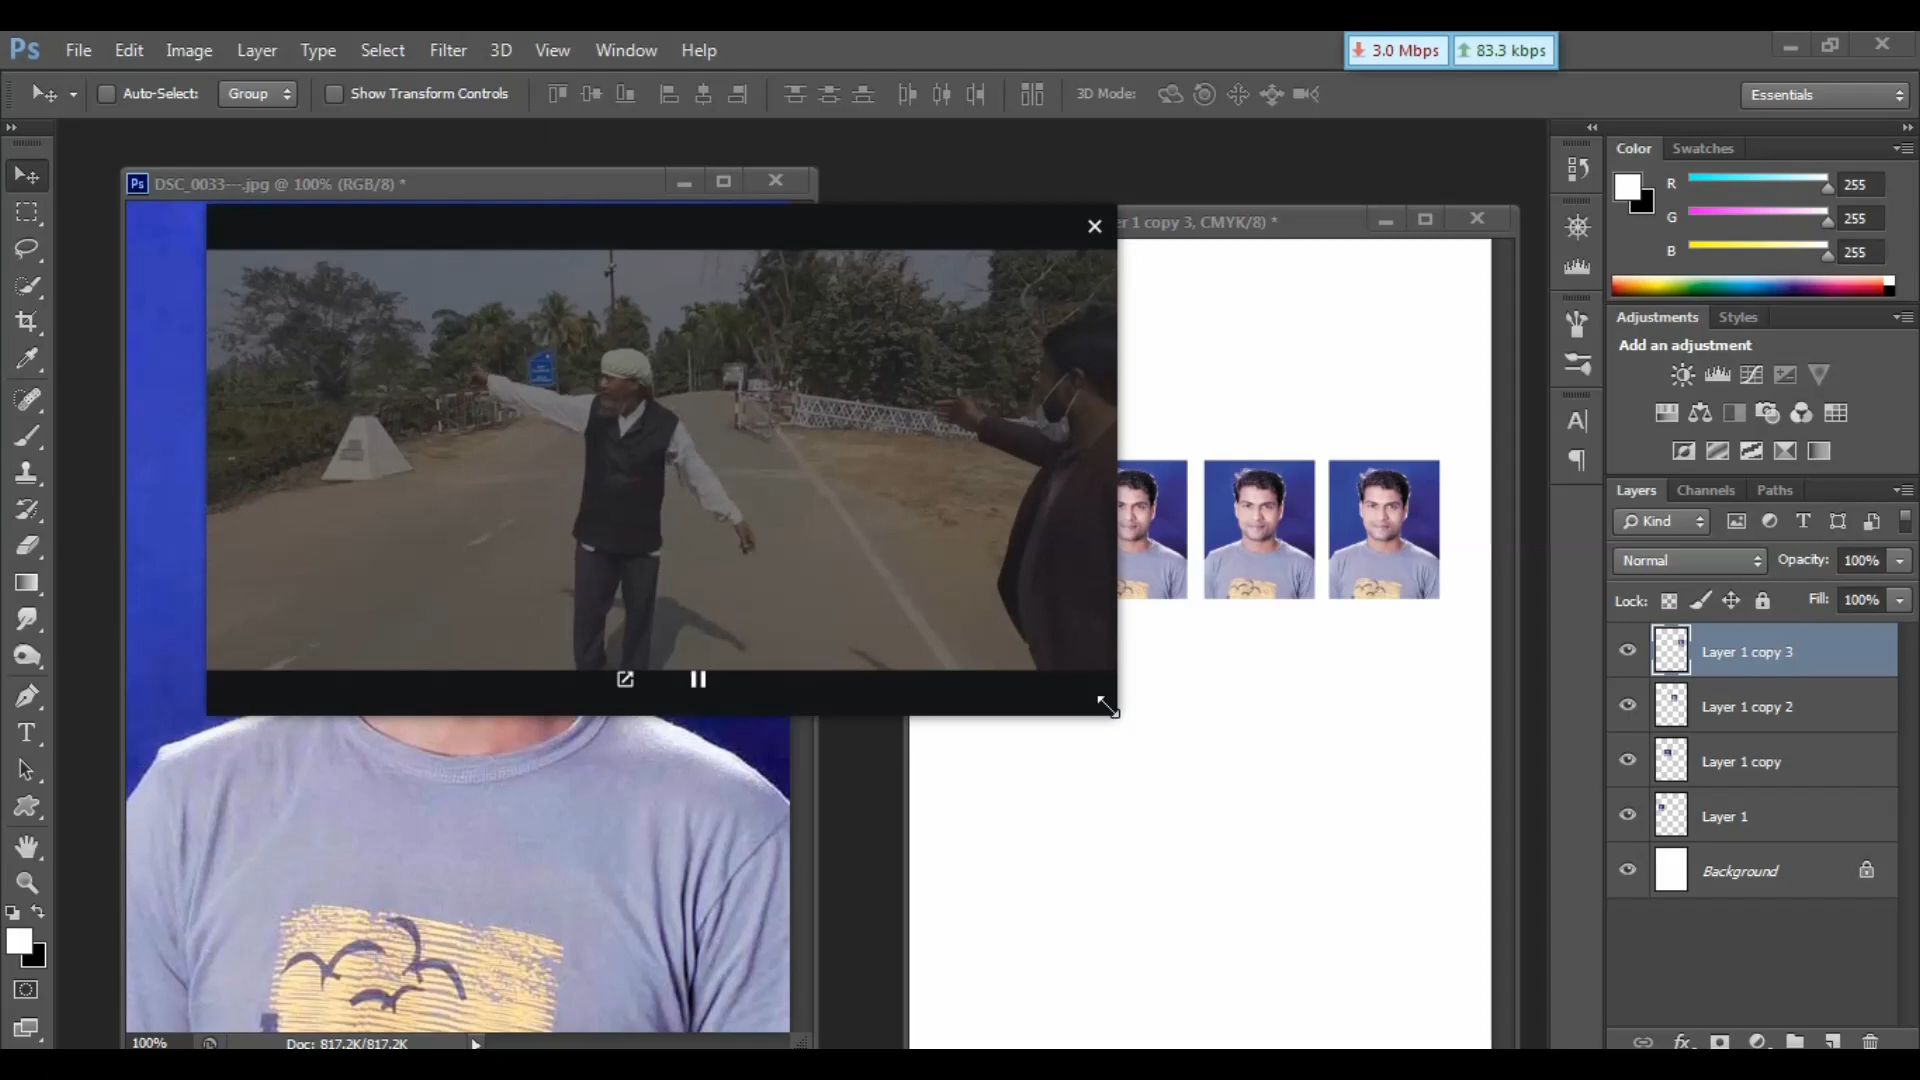 Ps File Edit Image Layer Type Select Filter 3D View Window Help
3.0 Mbps 83.3 kbps
Auto-Select: Group Show Transform Controls 3D Mode: Essentials
Ps DSC_0033---.jpg @ 100% (RGB/8) *
r 1 copy 3, CMYK/8) *
Color Swatches
R 255
G 255
B 255
Adjustments Styles
Add an adjustment
Layers Channels Paths
Kind
Normal Opacity: 100%
Lock: Fill: 100%
Layer 1 copy 3
Layer 1 copy 2
Layer 1 copy
Layer 1
Background
100% Doc: 817.2K/817.2K